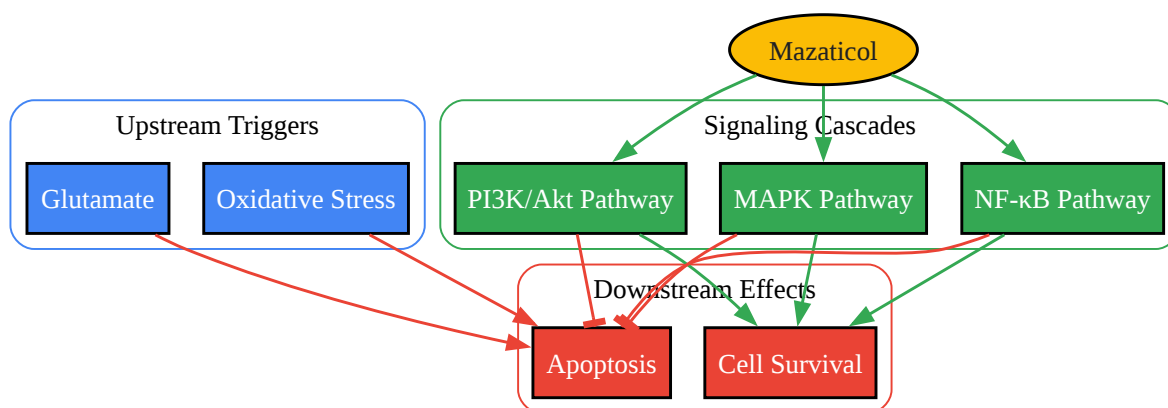 Mazaticol
Upstream Triggers
Signaling Cascades
Glutamate
Oxidative Stress
PI3K/Akt Pathway
MAPK Pathway
NF-κB Pathway
Downstream Effects
Apoptosis
Cell Survival